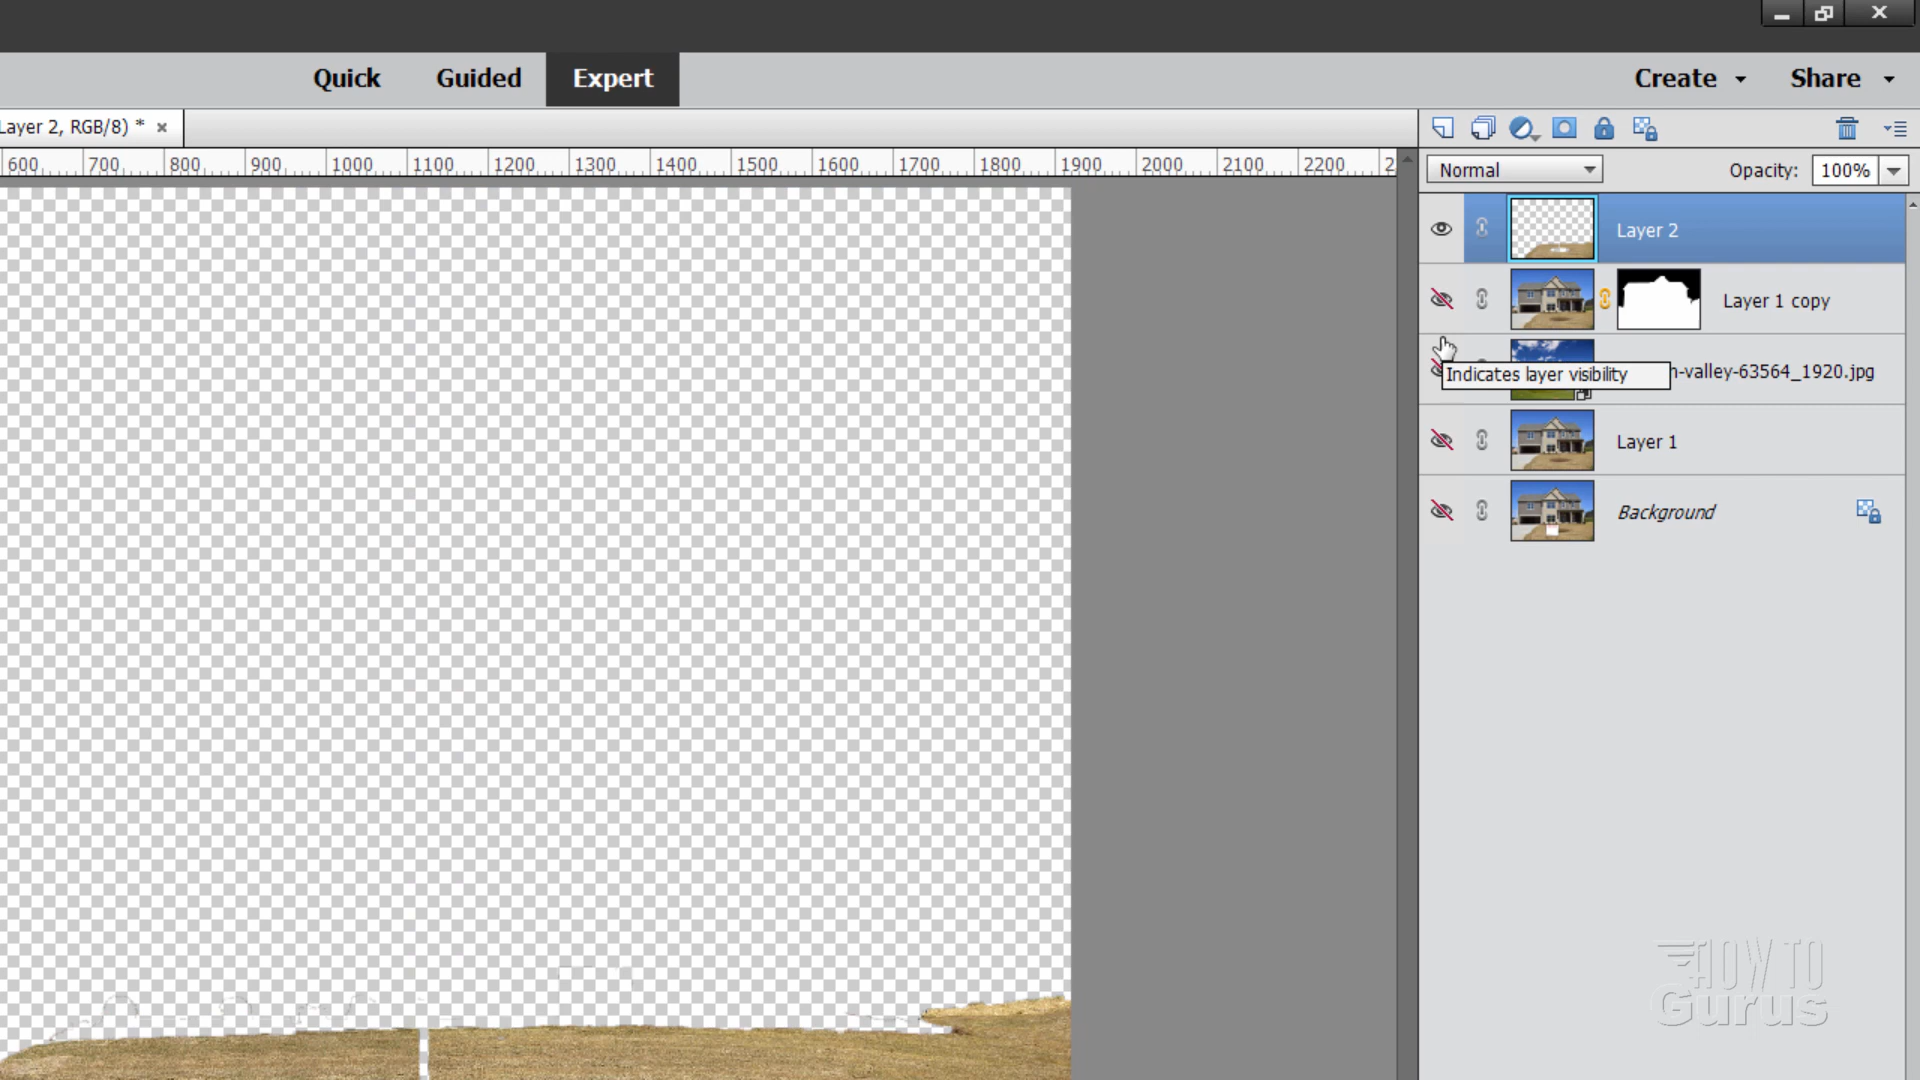 Quick Guided Expert Create Share
Layer 2, RGB/8) * ×
600 700 800 900 1000 1100 1200 1300 1400 1500 1600 1700 1800 1900 2000 2100 2200 2
Normal Opacity: 100%
Layer 2
Layer 1 copy
Indicates layer visibility n-valley-63564_1920.jpg
Layer 1
Background
HOW TO
Gurus